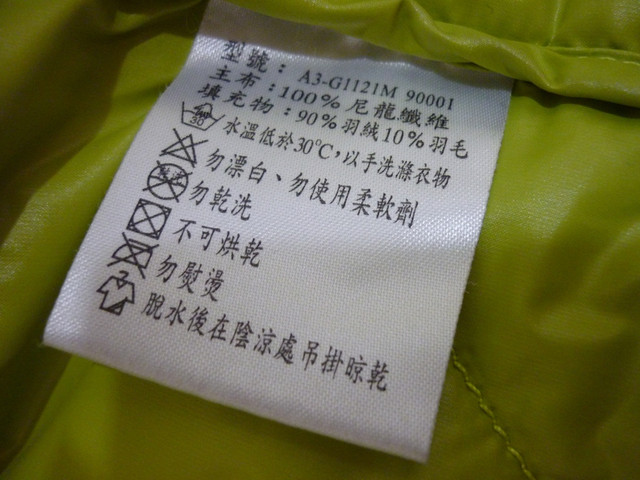 型號：A3-G1121M 90001
主布：100% 尼龍纖維
填充物：90%羽絨10%羽毛
水溫低於30℃，以手洗滌衣物
勿漂白、勿使用柔軟劑
勿乾洗
不可烘乾
勿熨燙
脫水後在陰涼處吊掛晾乾